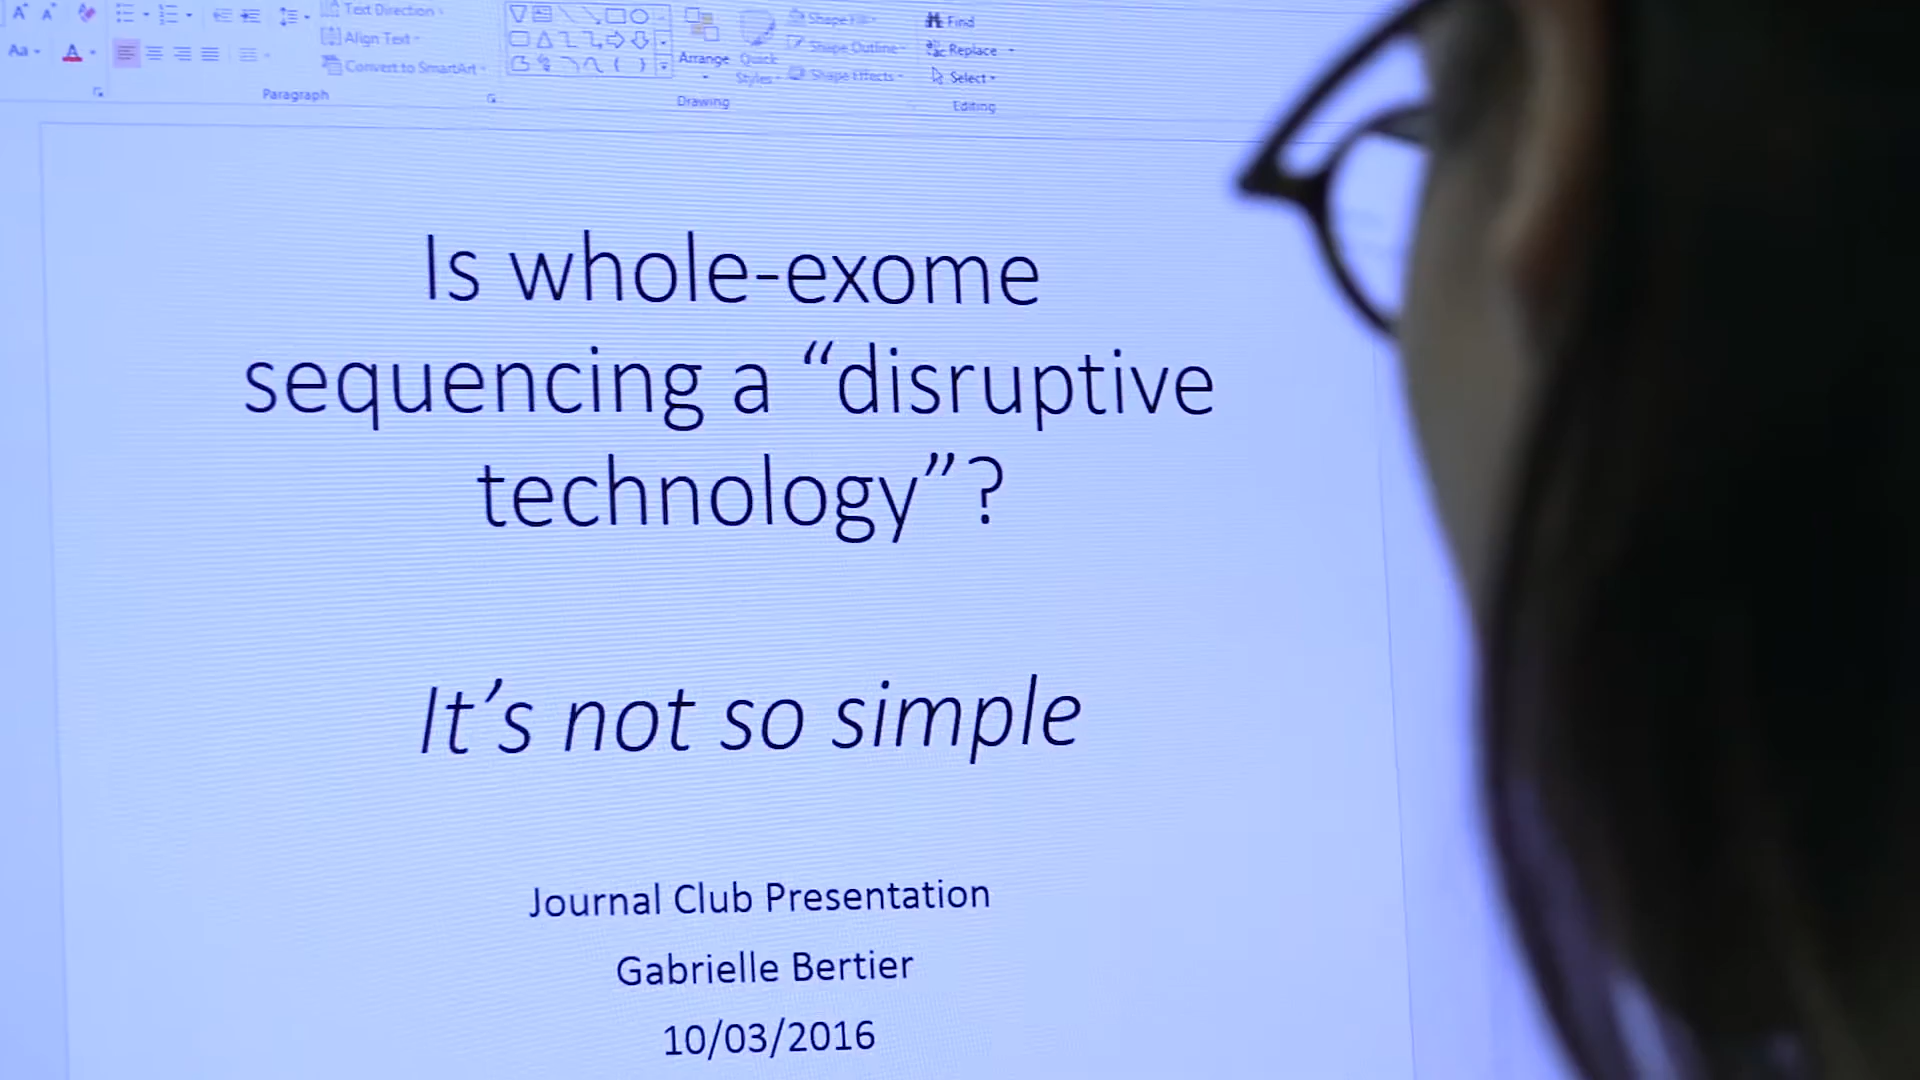 Text Direction
Align Text
Convert to SmartArt
Paragraph
Arrange
Quick
Styles
Drawing
Shape Fill
Shape Outline
Shape Effects
Find
Replace
Select
Editing
Aa
A
Is whole-exome
sequencing a “disruptive
technology”?
It’s not so simple
Journal Club Presentation
Gabrielle Bertier
10/03/2016